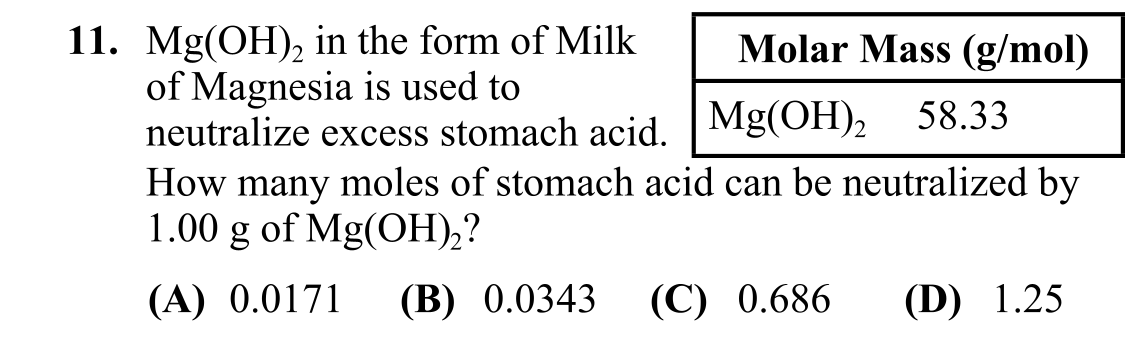 11. Mg(OH)₂ in the form of Milk
of Magnesia is used to
neutralize excess stomach acid.
Molar Mass (g/mol)
Mg(OH)₂ 58.33
How many moles of stomach acid can be neutralized by
1.00 g of Mg(OH)₂?
(A) 0.0171 (B) 0.0343 (C) 0.686 (D) 1.25